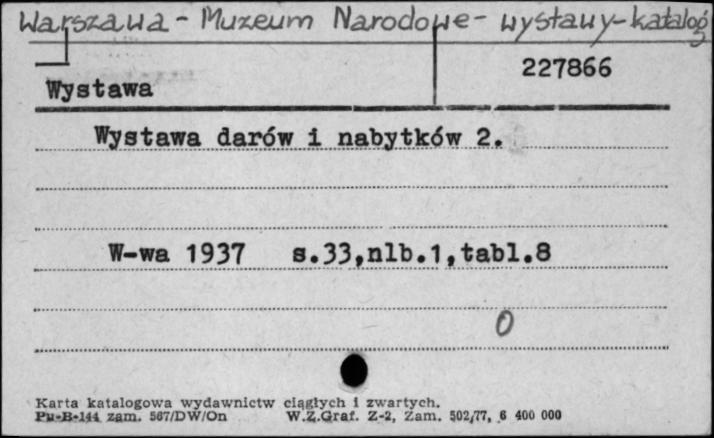 Warszawa - Muzeum Narodowe - wystawy - katalog
227866
Wystawa
Wystawa darów i nabytków 2.
W-wa 1937 s.33,nlb.1,tabl.8
0
Karta katalogowa wydawnictw ciągłych i zwartych.
Pu-B-144 zam. 567/DW/On W.Z.Graf. Z-2, Zam. 502/77, 6 400 000